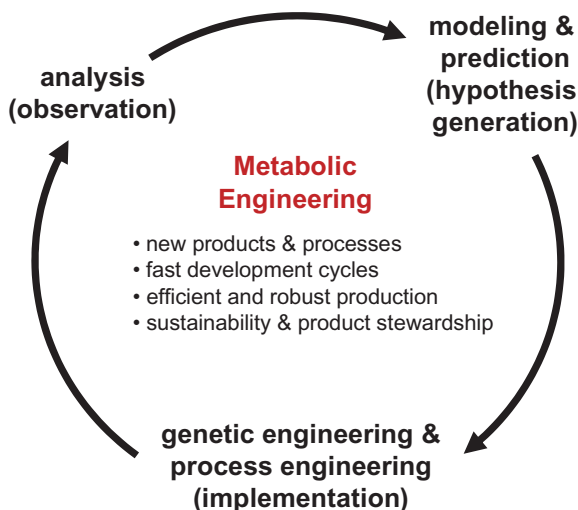 modeling &
prediction
(hypothesis
generation)
analysis
(observation)
Metabolic
Engineering
• new products & processes
• fast development cycles
• efficient and robust production
• sustainability & product stewardship
genetic engineering &
process engineering
(implementation)